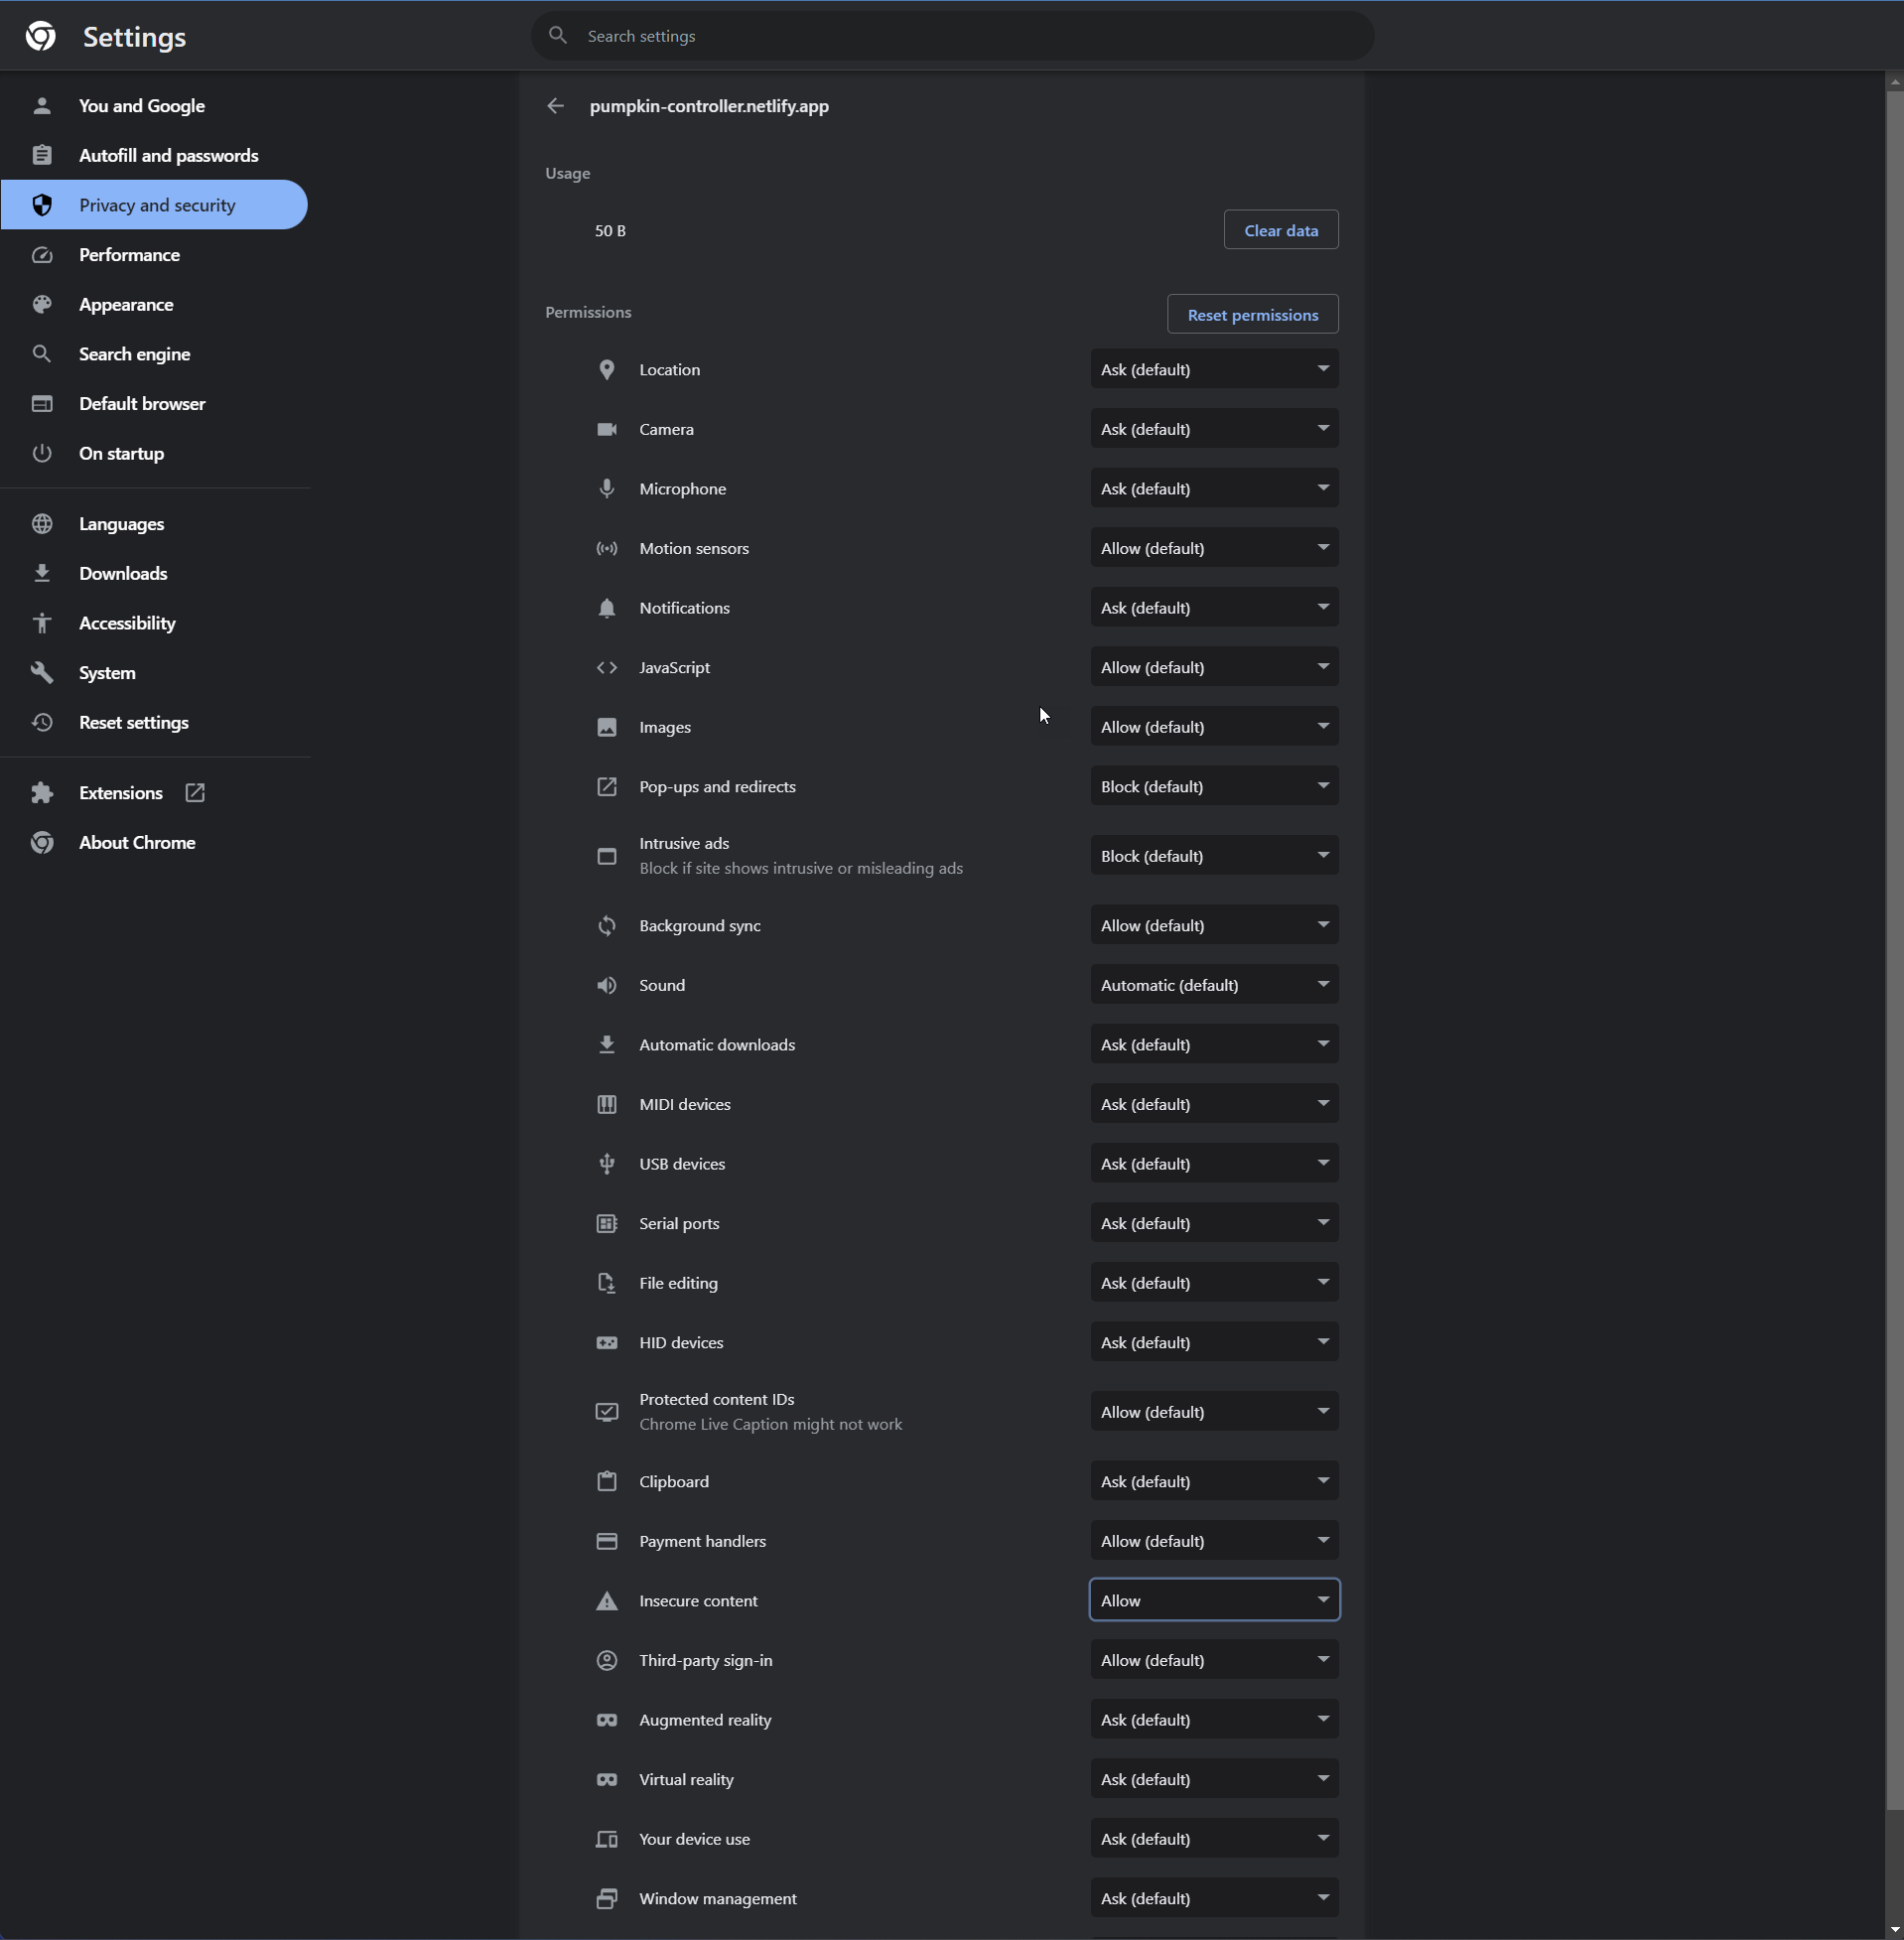 Settings
Search settings
You and Google
Autofill and passwords
Privacy and security
Performance
Appearance
Search engine
Default browser
On startup
Languages
Downloads
Accessibility
System
Reset settings
Extensions
About Chrome
pumpkin-controller.netlify.app
Usage
50 B
Clear data
Permissions
Reset permissions
Location
Ask (default)
Camera
Ask (default)
Microphone
Ask (default)
Motion sensors
Allow (default)
Notifications
Ask (default)
JavaScript
Allow (default)
Images
Allow (default)
Pop-ups and redirects
Block (default)
Intrusive ads
Block if site shows intrusive or misleading ads
Block (default)
Background sync
Allow (default)
Sound
Automatic (default)
Automatic downloads
Ask (default)
MIDI devices
Ask (default)
USB devices
Ask (default)
Serial ports
Ask (default)
File editing
Ask (default)
HID devices
Ask (default)
Protected content IDs
Chrome Live Caption might not work
Allow (default)
Clipboard
Ask (default)
Payment handlers
Allow (default)
Insecure content
Allow
Third-party sign-in
Allow (default)
Augmented reality
Ask (default)
Virtual reality
Ask (default)
Your device use
Ask (default)
Window management
Ask (default)